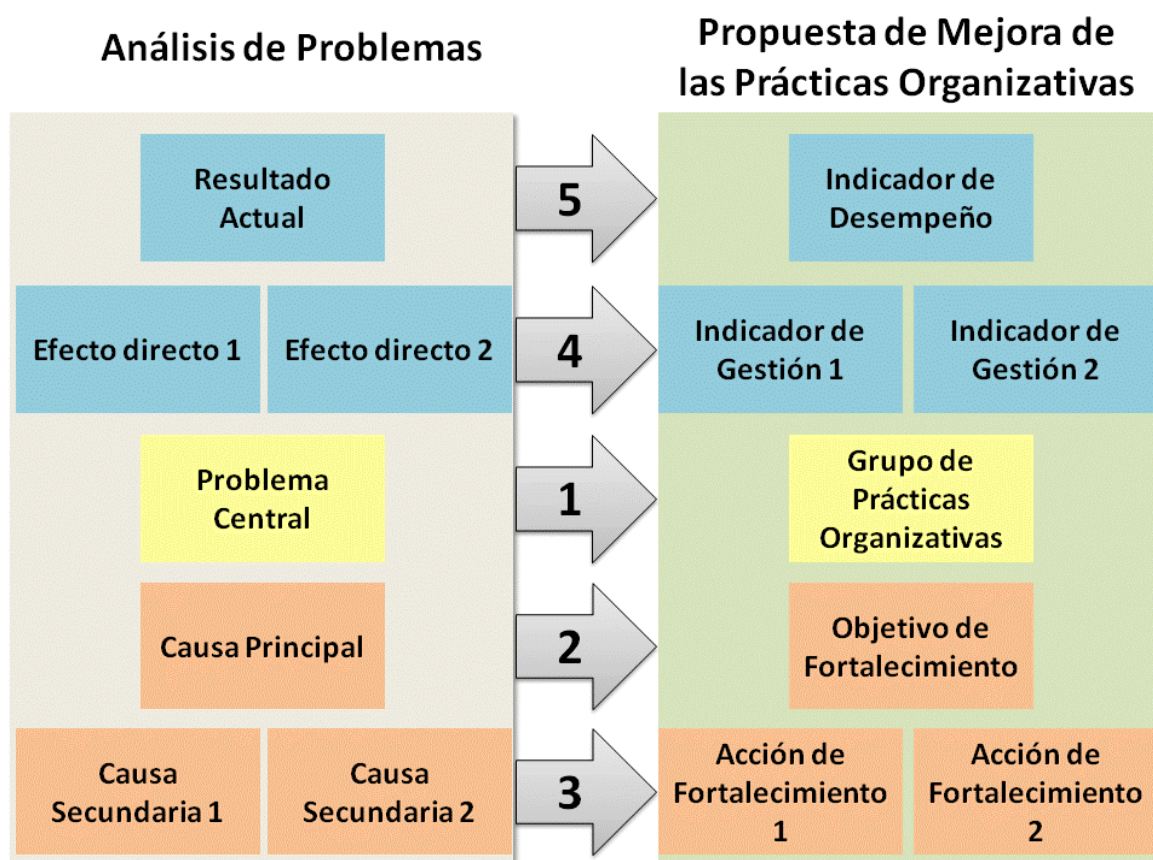 Análisis de Problemas
Propuesta de Mejora de
las Prácticas Organizativas
Resultado
Actual
5
Indicador de
Desempeño
Efecto directo 1
Efecto directo 2
4
Indicador de
Gestión 1
Indicador de
Gestión 2
Problema
Central
1
Grupo de
Prácticas
Organizativas
Causa Principal
2
Objetivo de
Fortalecimiento
Causa
Secundaria 1
Causa
Secundaria 2
3
Acción de
Fortalecimiento
1
Acción de
Fortalecimiento
2